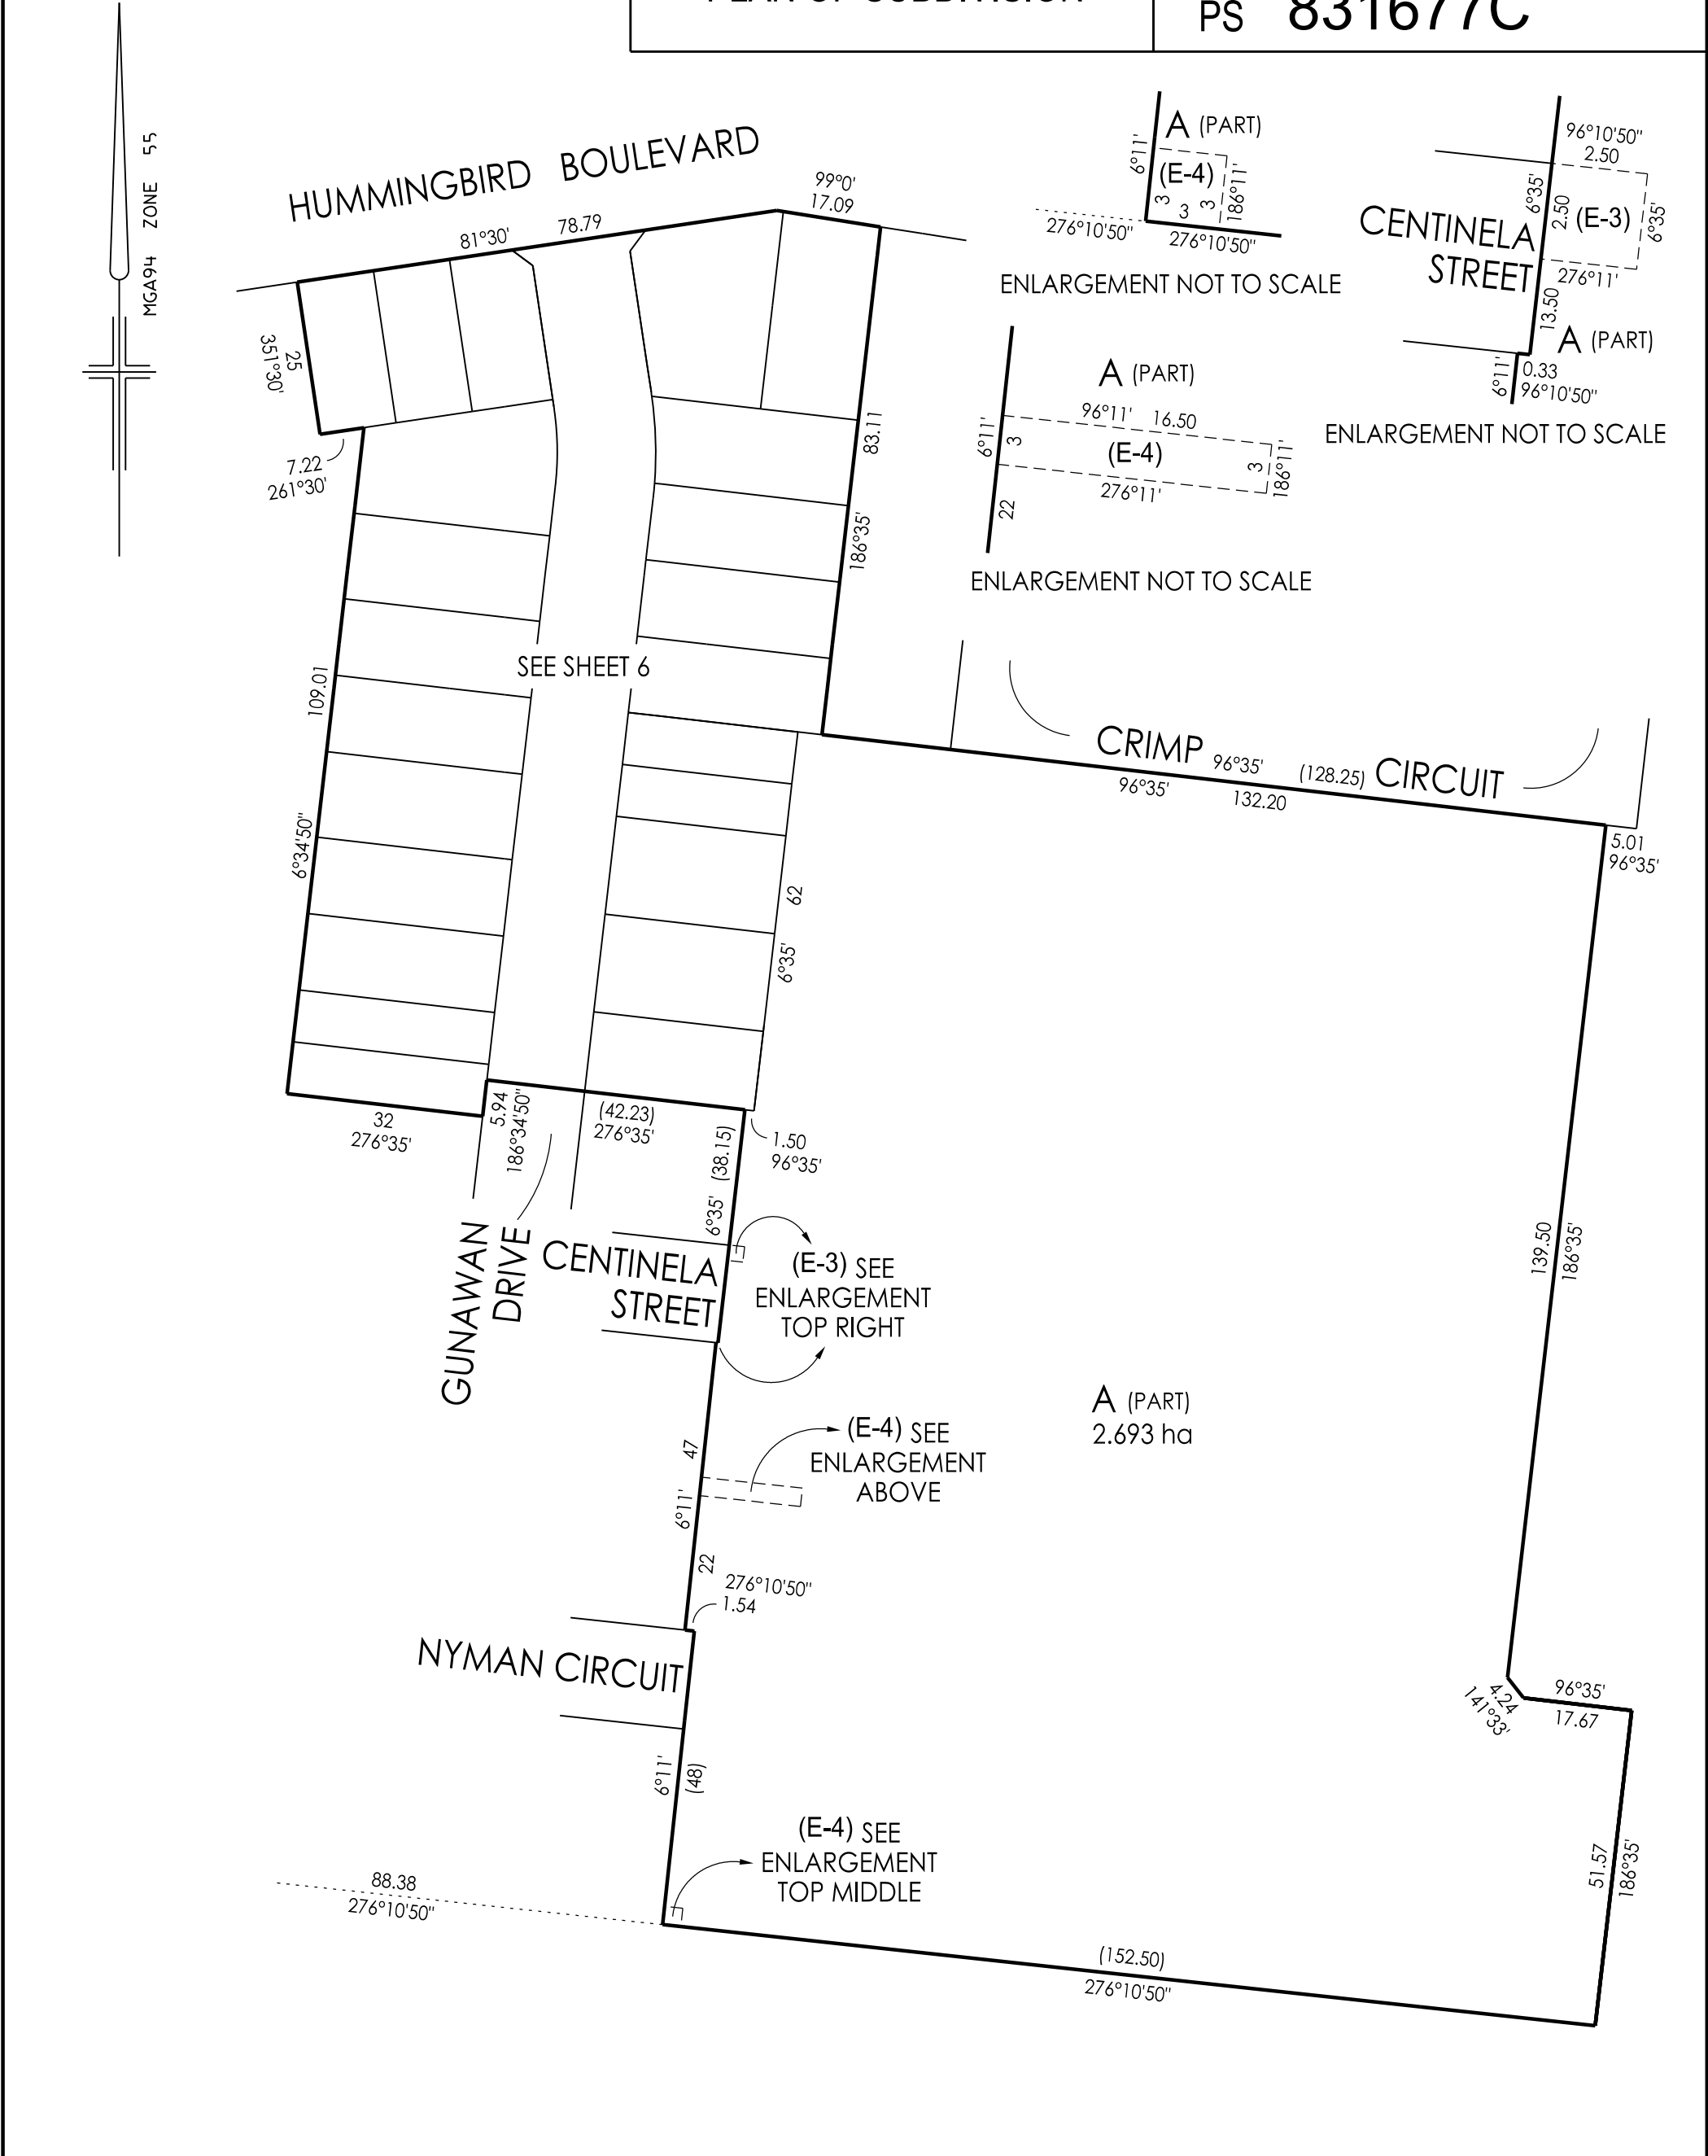 PLAN OF SUBDIVISION
PS 831677C
MGA94 ZONE 55
HUMMINGBIRD BOULEVARD
81°30'
78.79
99°0'
17.09
25
351°30'
7.22
261°30'
83.11
186°35'
109.01
6°34'50"
SEE SHEET 6
62
6°35'
A (PART)
6°11'
(E-4)
3
3
3
186°11'
276°10'50"
276°10'50"
ENLARGEMENT NOT TO SCALE
96°10'50"
2.50
6°35'
2.50
(E-3)
6°35'
CENTINELA
STREET
276°11'
13.50
A (PART)
6°11'
0.33
96°10'50"
ENLARGEMENT NOT TO SCALE
A (PART)
96°11' 16.50
6°11'
3
(E-4)
3
186°11'
276°11'
22
ENLARGEMENT NOT TO SCALE
CRIMP CIRCUIT
96°35' (128.25)
96°35' 132.20
5.01
96°35'
32
276°35'
5.94
186°34'50"
(42.23)
276°35'
(38.15)
6°35'
1.50
96°35'
GUNAWAN
DRIVE
CENTINELA
STREET
(E-3) SEE
ENLARGEMENT
TOP RIGHT
139.50
186°35'
A (PART)
2.693 ha
47
6°11'
(E-4) SEE
ENLARGEMENT
ABOVE
22
276°10'50"
1.54
NYMAN CIRCUIT
6°11'
(48)
4.24
141°33'
96°35'
17.67
51.57
186°35'
(E-4) SEE
ENLARGEMENT
TOP MIDDLE
88.38
276°10'50"
(152.50)
276°10'50"